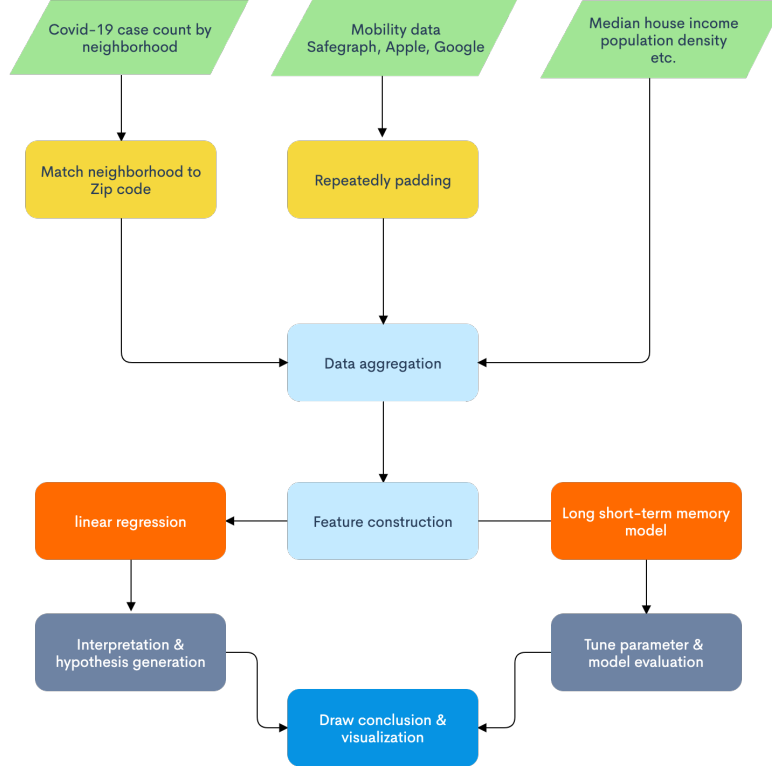 Covid-19 case count by
neighborhood
Mobility data
Safegraph, Apple, Google
Median house income
population density
etc.
Match neighborhood to
Zip code
Repeatedly padding
Data aggregation
linear regression
Feature construction
Long short-term memory
model
Interpretation &
hypothesis generation
Tune parameter &
model evaluation
Draw conclusion &
visualization